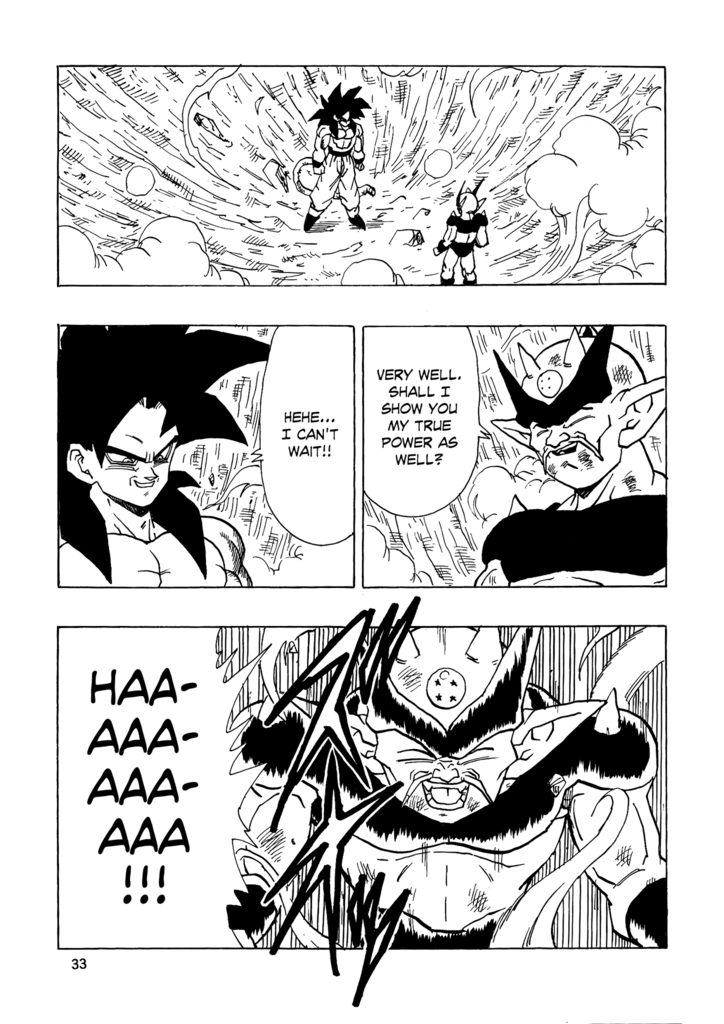 VERY WELL.
SHALL I
SHOW YOU
MY TRUE
POWER AS
WELL?
HEHE...
I CAN'T
WAIT!!
HAA-
AAA-
AAA-
AAA
!!!
33